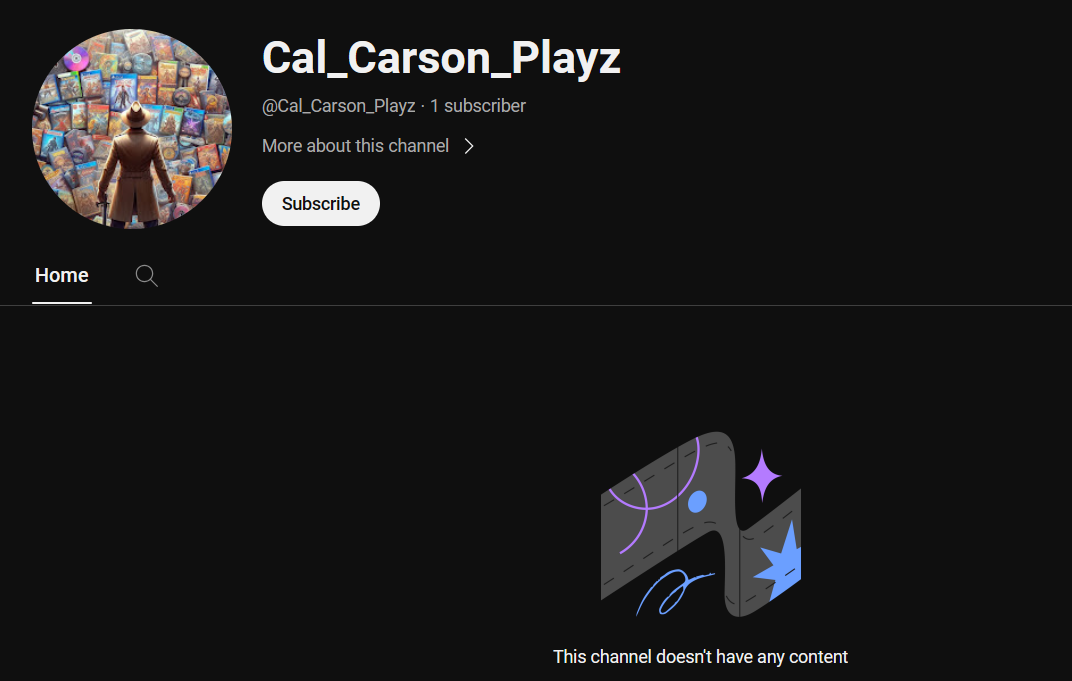 Cal_Carson_Playz
@Cal_Carson_Playz · 1 subscriber
More about this channel
Subscribe
Home
This channel doesn't have any content